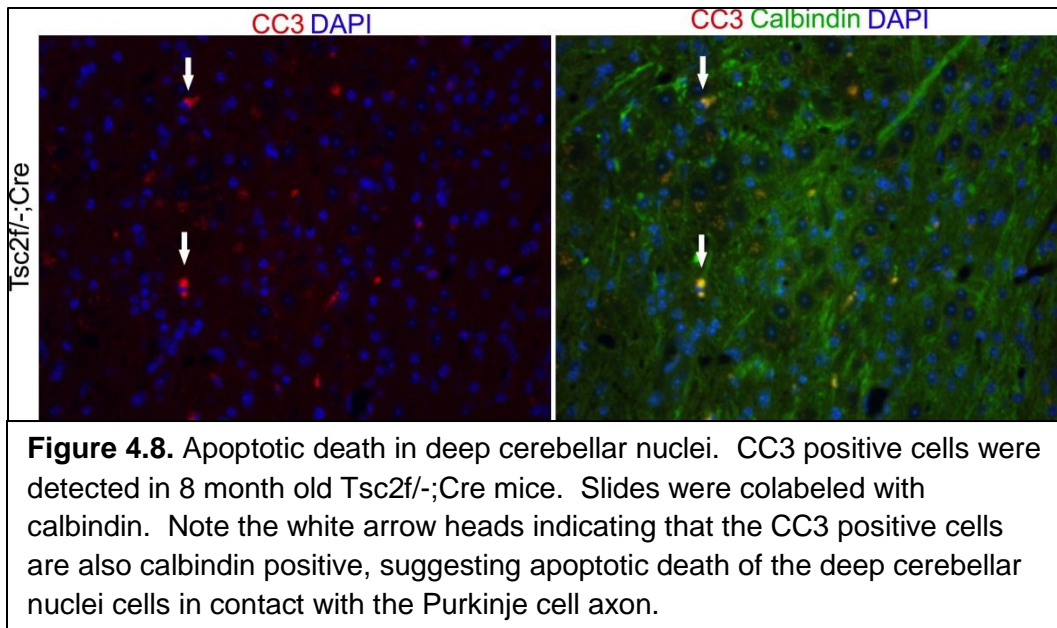 CC3 DAPI
CC3 Calbindin DAPI
Tsc2f/-;Cre
Figure 4.8. Apoptotic death in deep cerebellar nuclei. CC3 positive cells were
detected in 8 month old Tsc2f/-;Cre mice. Slides were colabeled with
calbindin. Note the white arrow heads indicating that the CC3 positive cells
are also calbindin positive, suggesting apoptotic death of the deep cerebellar
nuclei cells in contact with the Purkinje cell axon.